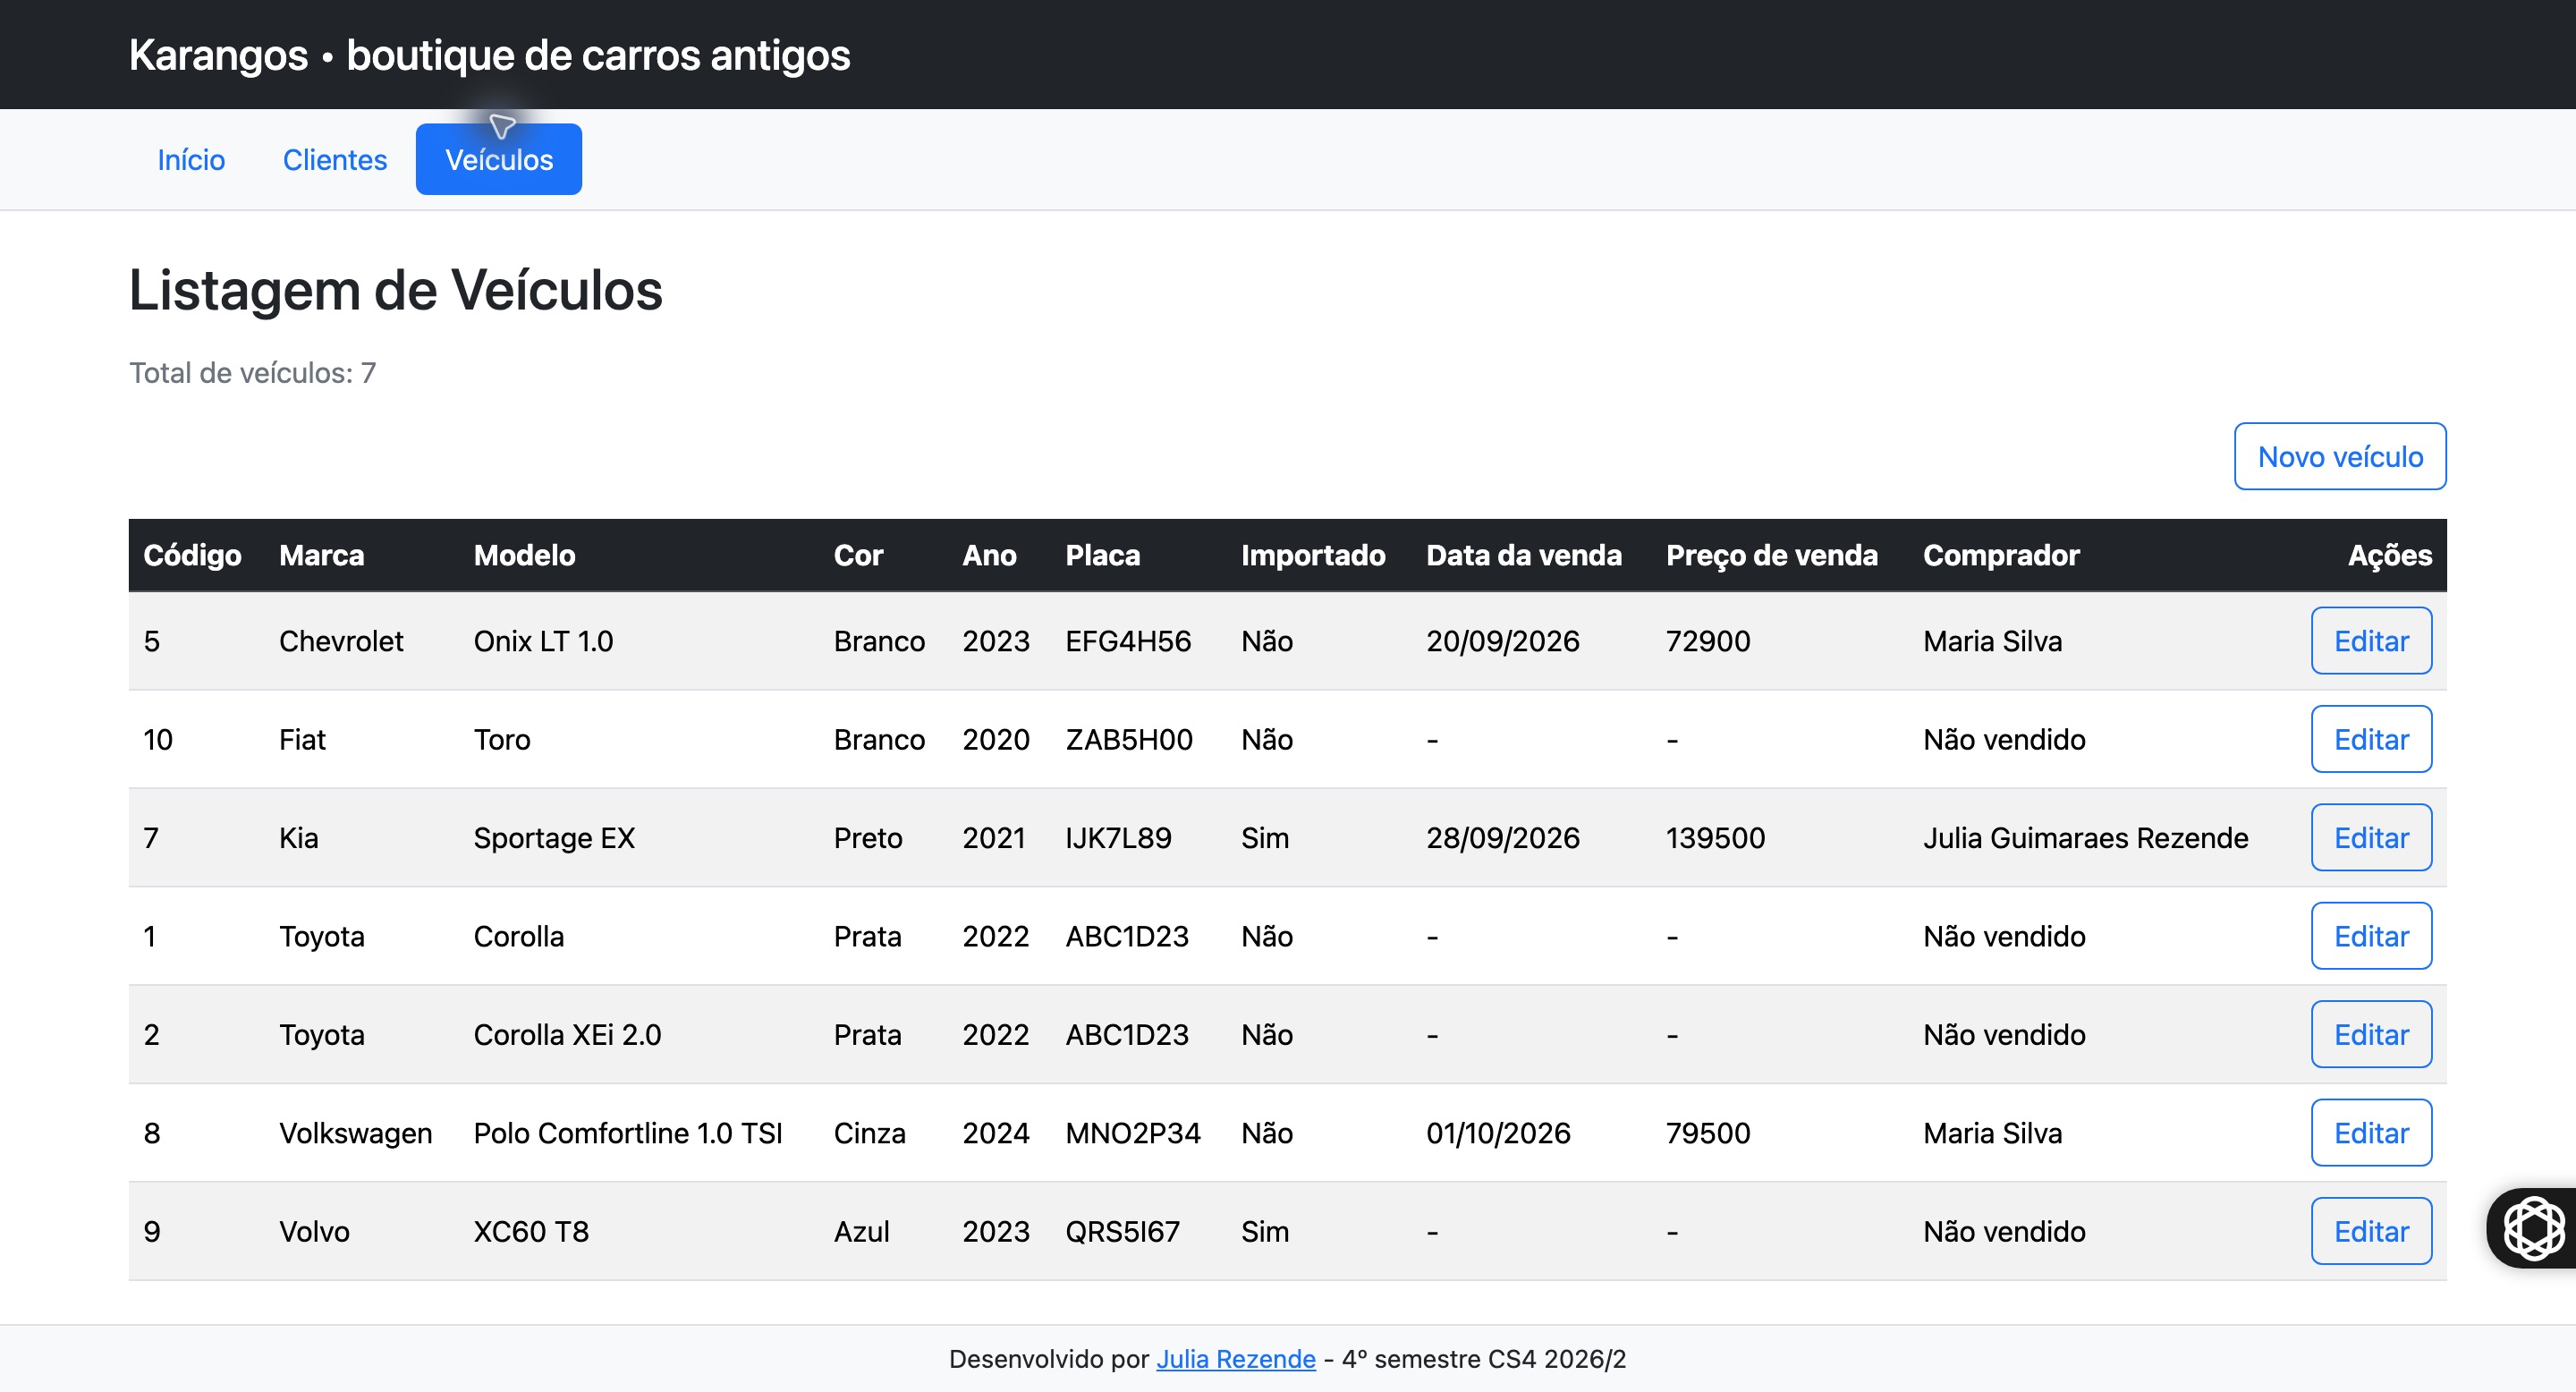 Karangos • boutique de carros antigos
Início Clientes Veículos
Listagem de Veículos
Total de veículos: 7
Novo veículo
Código Marca Modelo Cor Ano Placa Importado Data da venda Preço de venda Comprador Ações
5 Chevrolet Onix LT 1.0 Branco 2023 EFG4H56 Não 20/09/2026 72900 Maria Silva Editar
10 Fiat Toro Branco 2020 ZAB5H00 Não - - Não vendido Editar
7 Kia Sportage EX Preto 2021 IJK7L89 Sim 28/09/2026 139500 Julia Guimaraes Rezende Editar
1 Toyota Corolla Prata 2022 ABC1D23 Não - - Não vendido Editar
2 Toyota Corolla XEi 2.0 Prata 2022 ABC1D23 Não - - Não vendido Editar
8 Volkswagen Polo Comfortline 1.0 TSI Cinza 2024 MNO2P34 Não 01/10/2026 79500 Maria Silva Editar
9 Volvo XC60 T8 Azul 2023 QRS5I67 Sim - - Não vendido Editar
Desenvolvido por Julia Rezende - 4º semestre CS4 2026/2